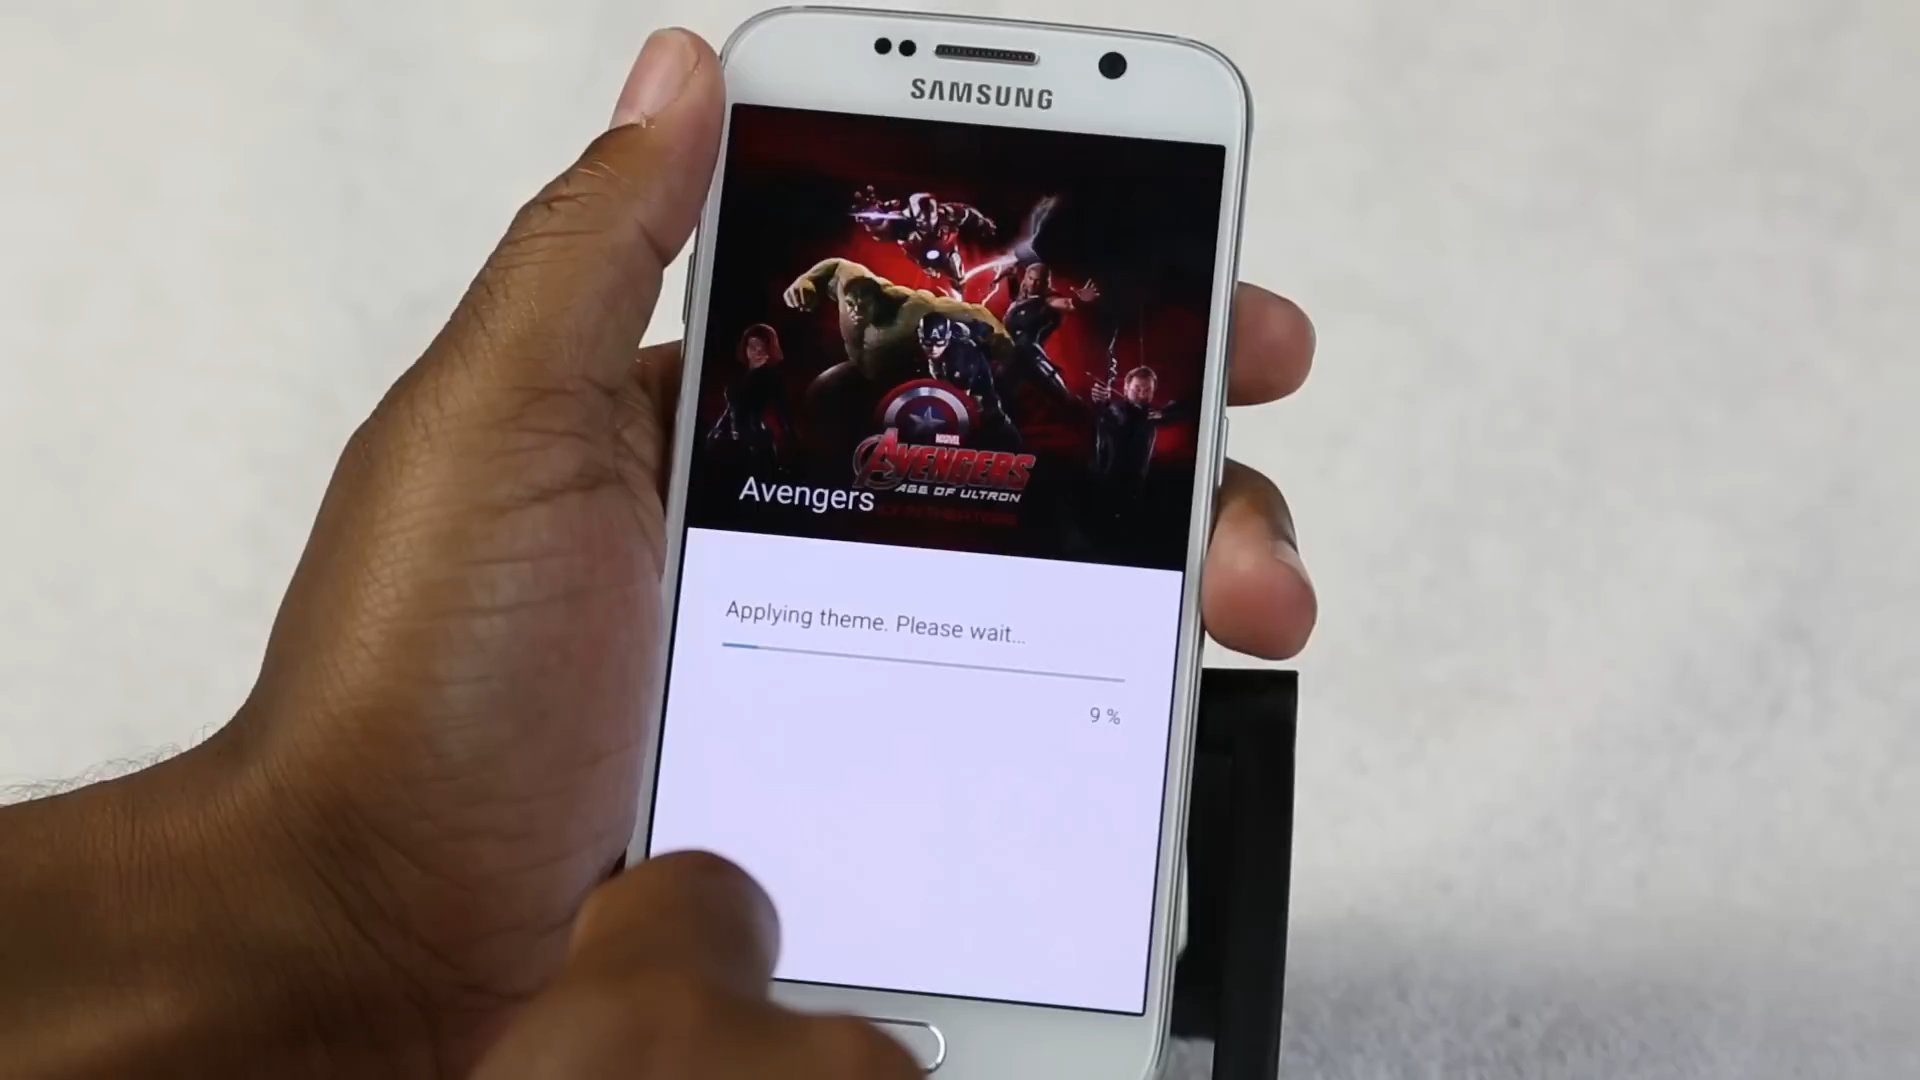 SAMSUNG
MARVEL
AVENGERS
AGE OF ULTRON
Avengers
Applying theme. Please wait...
9 %